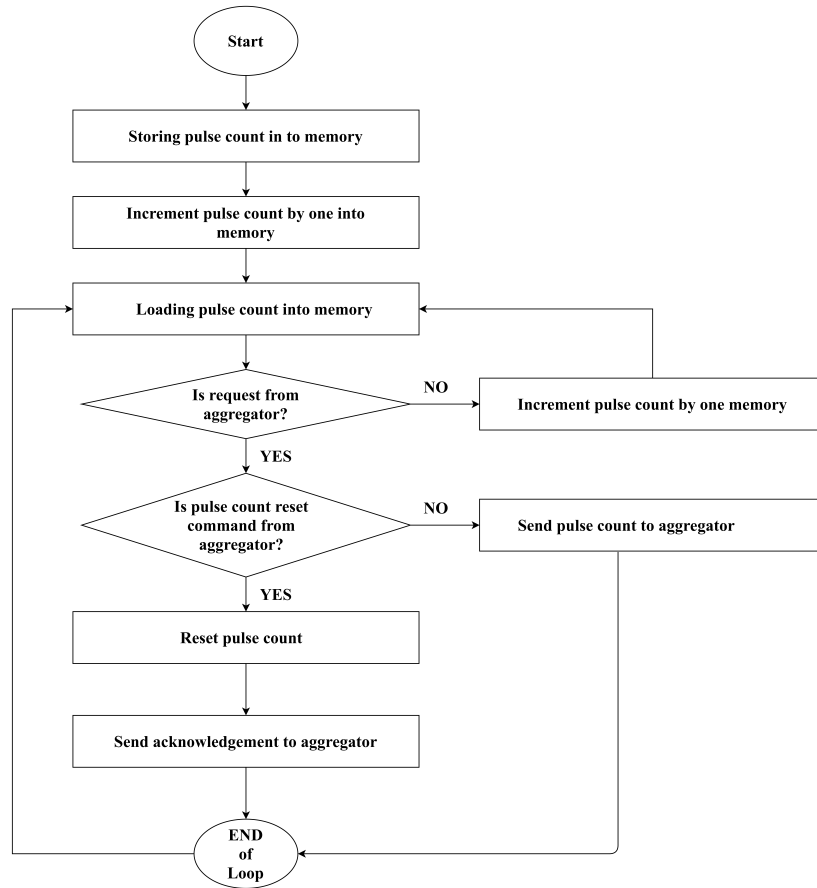 Start
Storing pulse count in to memory
Increment pulse count by one into
memory
Loading pulse count into memory
Is request from
aggregator?
NO
Increment pulse count by one memory
YES
Is pulse count reset
command from
aggregator?
NO
Send pulse count to aggregator
YES
Reset pulse count
Send acknowledgement to aggregator
END
of
Loop